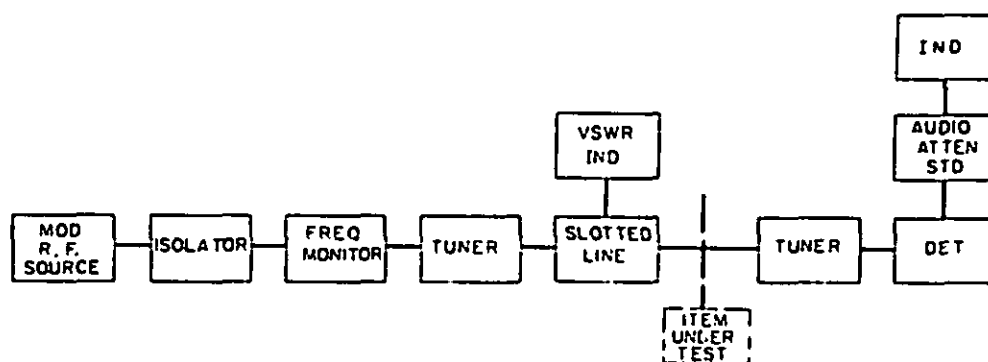 IND
AUDIO
ATTEN
STD
VSWR
IND
MOD
R. F.
SOURCE
ISOLATOR
FREQ
MONITOR
TUNER
SLOTTED
LINE
TUNER
DET
ITEM
UNDER
TEST